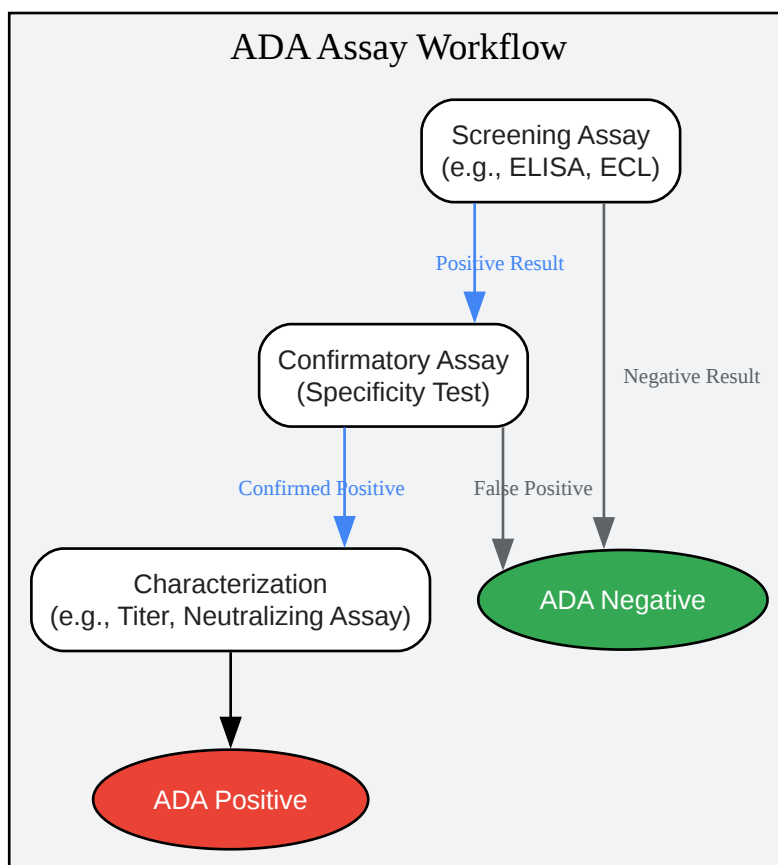 ADA Assay Workflow
Screening Assay
(e.g., ELISA, ECL)
Positive Result
Confirmatory Assay
(Specificity Test)
Negative Result
Confirmed Positive
False Positive
Characterization
(e.g., Titer, Neutralizing Assay)
ADA Negative
ADA Positive